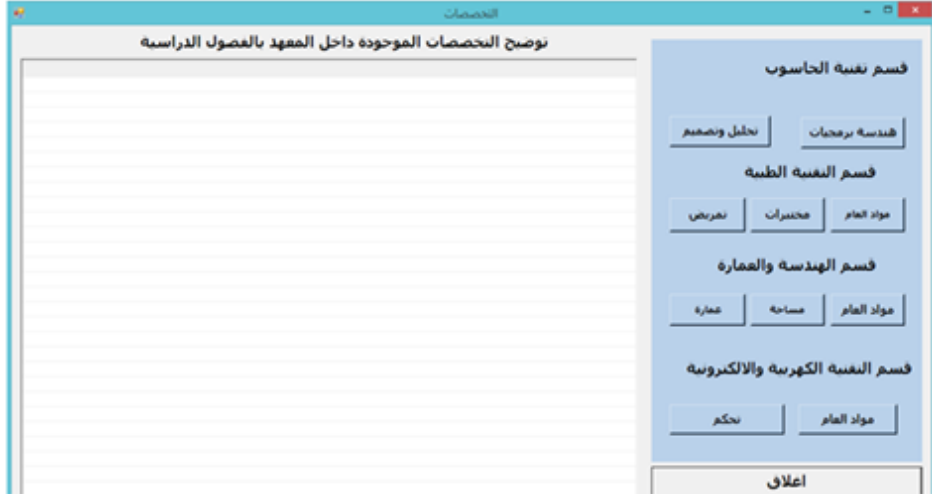 التخصصات
توضيح التخصصات الموجودة داخل المعهد بالفصول الدراسية
قسم تقنية الحاسوب
هندسة برمجيات تحليل وتصميم
قسم التقنية الطبية
مواد العام مختبرات تمريض
قسم الهندسة والعمارة
مواد العام مساحة عمارة
قسم التقنية الكهربية والالكترونية
مواد العام تحكم
اغلاق